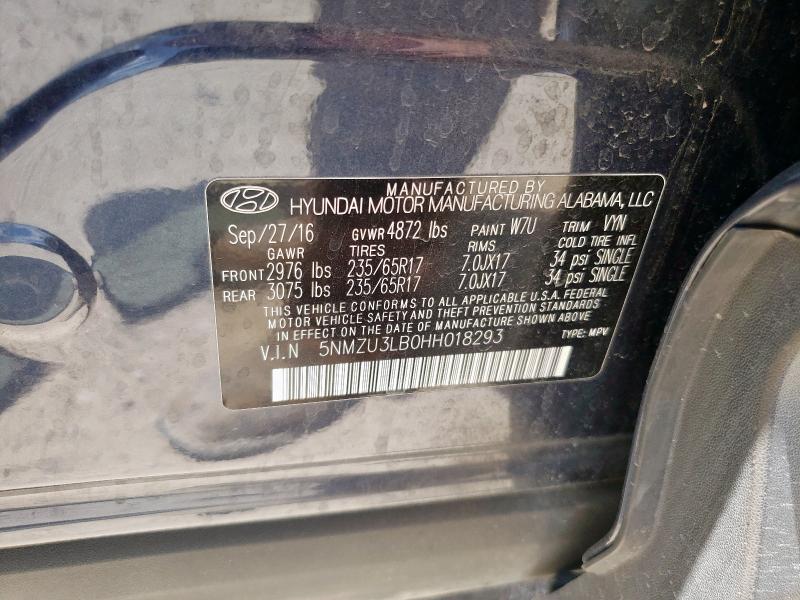 MANUFACTURED BY
HYUNDAI MOTOR MANUFACTURING ALABAMA, LLC
Sep/27/16 GVWR 4872 lbs PAINT W7U TRIM VYN
GAWR TIRES RIMS COLD TIRE INFL
FRONT 2976 lbs 235/65R17 7.0JX17 34 psi SINGLE
REAR 3075 lbs 235/65R17 7.0JX17 34 psi SINGLE
THIS VEHICLE CONFORMS TO ALL APPLICABLE U.S.A. FEDERAL
MOTOR VEHICLE SAFETY AND THEFT PREVENTION STANDARDS
IN EFFECT ON THE DATE OF MANUFACTURE SHOWN ABOVE
V.I.N 5NMZU3LB0HH018293 TYPE: MPV